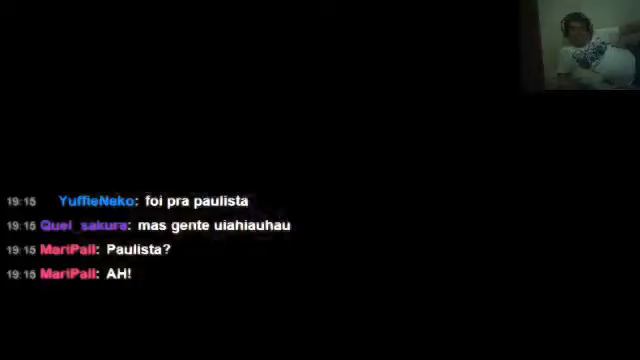 19:15 YuffieNeko: foi pra paulista
19:15 Quel_sakura: mas gente uiahiauhau
19:15 MariPall: Paulista?
19:15 MariPall: AH!